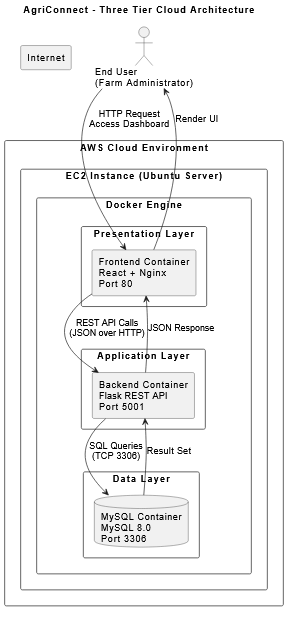 AgriConnect - Three Tier Cloud Architecture
Internet
End User
(Farm Administrator)
HTTP Request
Access Dashboard
Render UI
AWS Cloud Environment
EC2 Instance (Ubuntu Server)
Docker Engine
Presentation Layer
Frontend Container
React + Nginx
Port 80
REST API Calls
(JSON over HTTP)
JSON Response
Application Layer
Backend Container
Flask REST API
Port 5001
SQL Queries
(TCP 3306)
Result Set
Data Layer
MySQL Container
MySQL 8.0
Port 3306